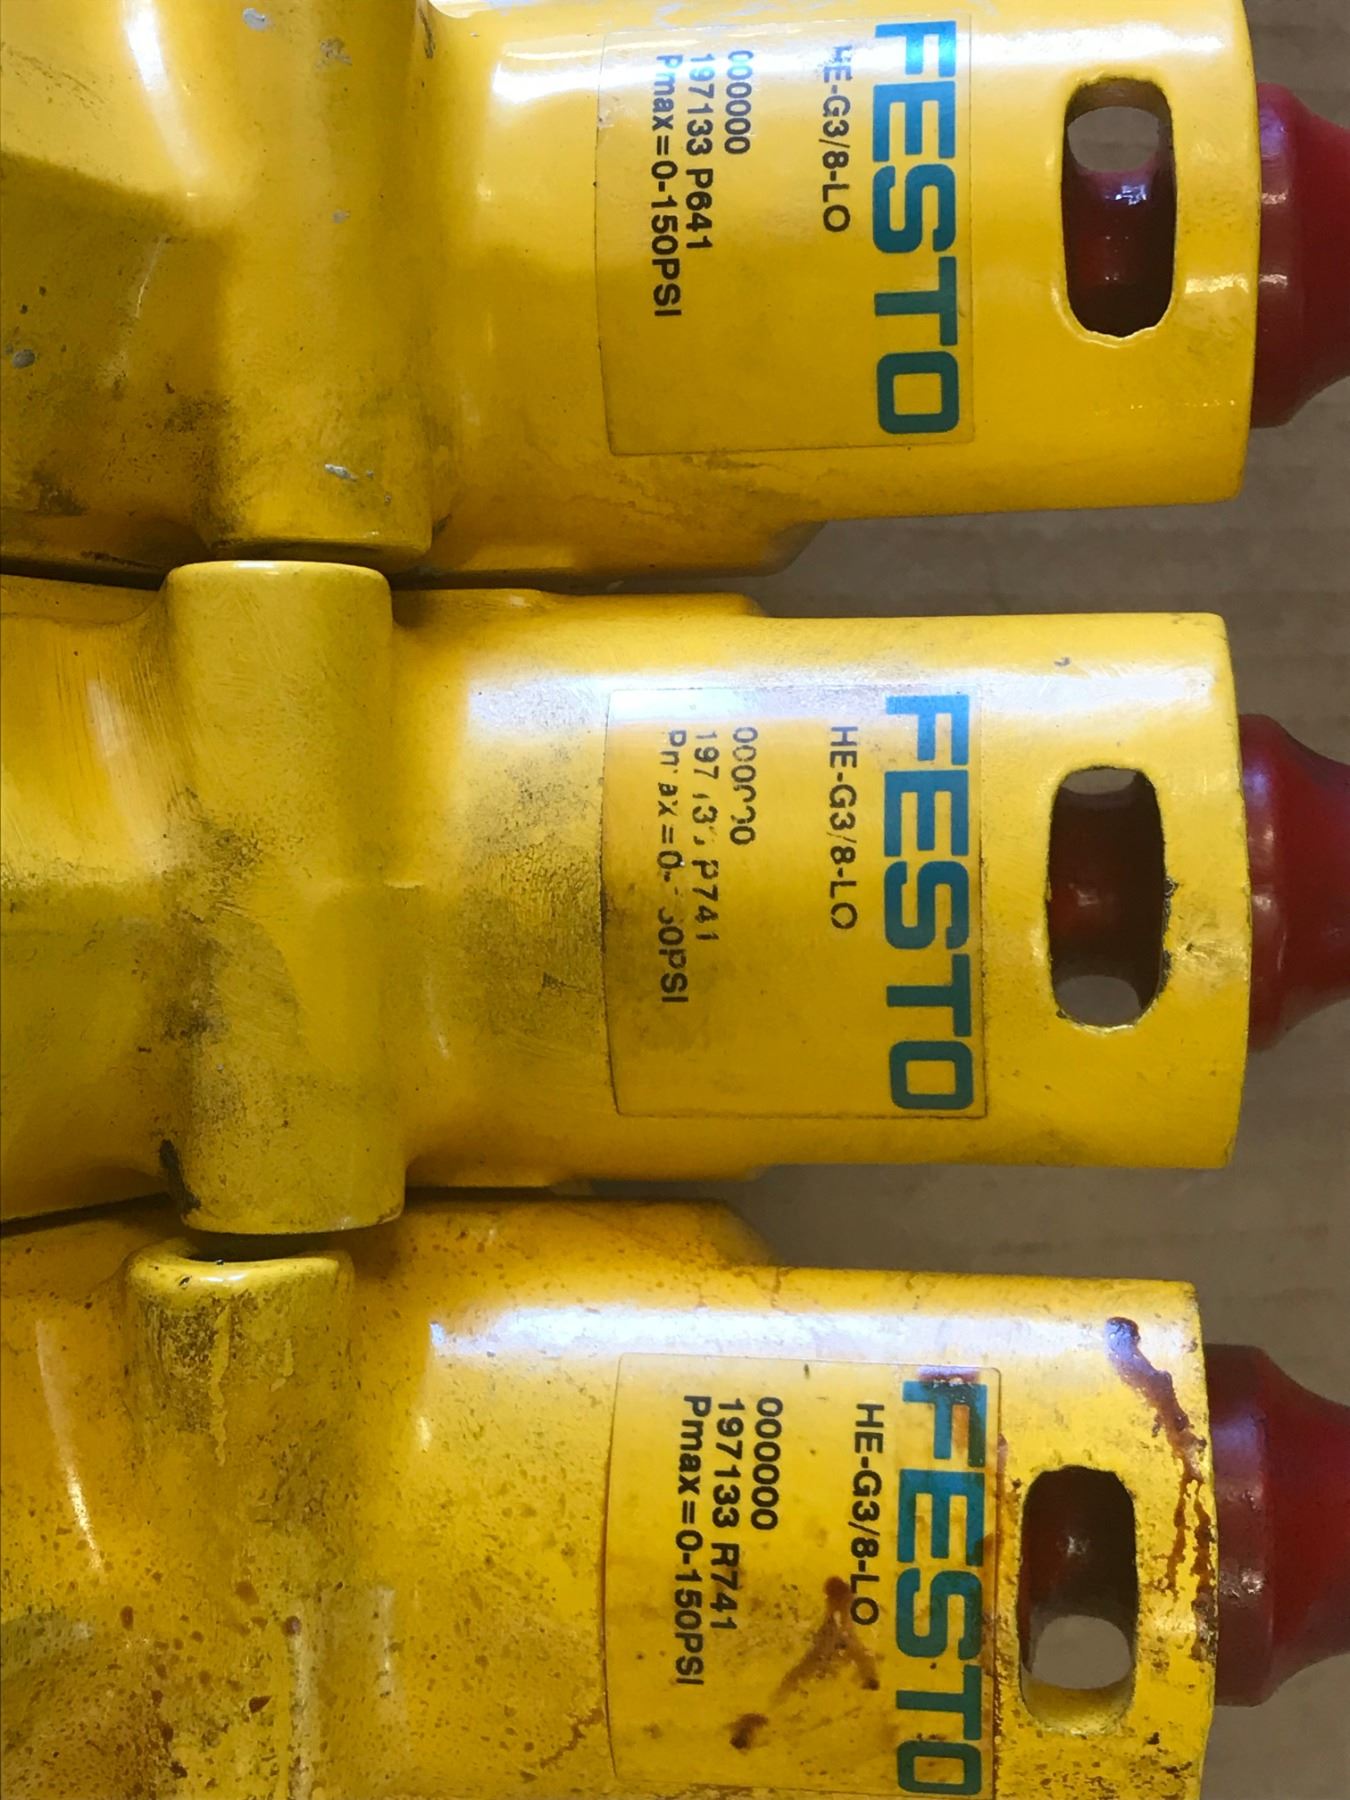 FESTO
HE-G3/8-LO
000000
197133 P641
Pmax=0-150PSI
FESTO
HE-G3/8-LO
P741
FESTO
HE-G3/8-LO
000000
197133 R741
Pmax=0-150PSI